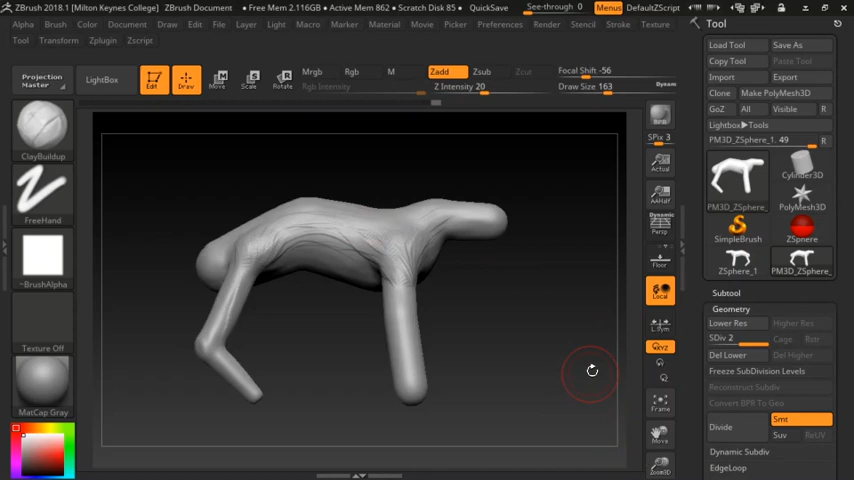 ZBrush 2018.1 [Milton Keynes College] ZBrush Document • Free Mem 2.116GB • Active Mem 862 • Scratch Disk 85 • QuickSave See-through 0 Menus DefaultZScript
Alpha Brush Color Document Draw Edit File Layer Light Macro Marker Material Movie Picker Preferences Render Stencil Stroke Texture
Tool Transform Zplugin Zscript
Projection
Master
LightBox
Edit
Draw
Move
Scale
Rotate
Mrgb Rgb M
Rgb Intensity
Zadd Zsub Zcut
Z Intensity 20
Focal Shift -56
Draw Size 163 Dynam
ClayBuildup
FreeHand
~BrushAlpha
Texture Off
MatCap Gray
BPR
SPix 3
Actual
AAHalf
Dynamic
Persp
Floor
Local
L.Sym
XYZ
Frame
Move
Zoom3D
Tool
Load Tool Save As
Copy Tool Paste Tool
Import Export
Clone Make PolyMesh3D
GoZ All Visible R
Lightbox▶Tools
PM3D_ZSphere_1. 49 R
PM3D_ZSphere_
Cylinder3D
PolyMesh3D
SimpleBrush ZSphere
ZSphere_1 PM3D_ZSphere_
Subtool
Geometry
Lower Res Higher Res
SDiv 2 Cage Rstr
Del Lower Del Higher
Freeze SubDivision Levels
Reconstruct Subdiv
Convert BPR To Geo
Divide
Smt
Suv ReUV
Dynamic Subdiv
EdgeLoop